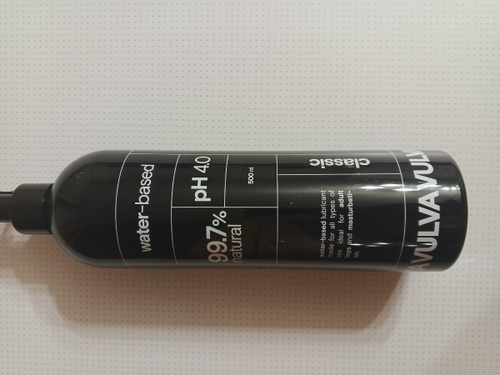 water-based
pH 4.0
500 ml
99.7%
natural
classic
water-based lubricant
made for all types of
sex ideal for adult
toys and masturbati-
on.
VULVA VULV